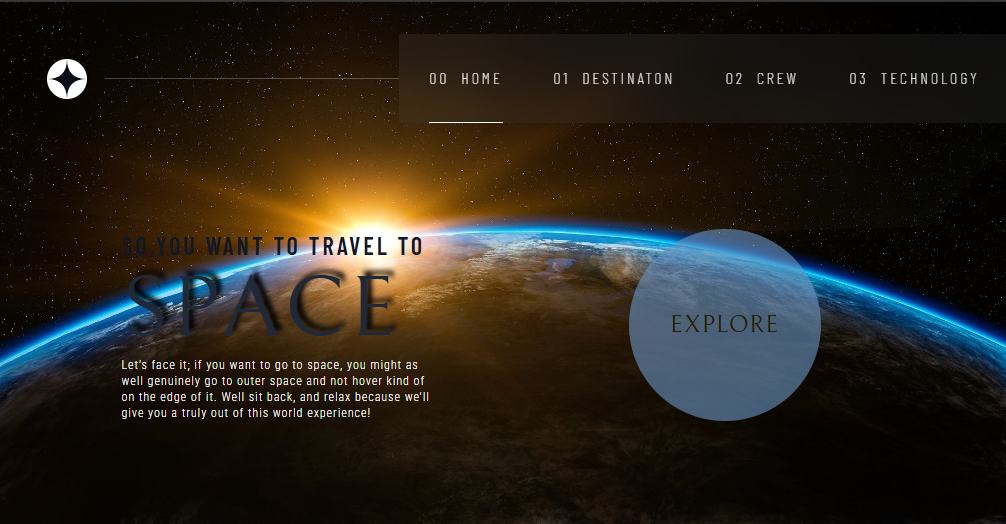 00 HOME 01 DESTINATON 02 CREW 03 TECHNOLOGY
SO,YOU WANT TO TRAVEL TO
SPACE
Let's face it; if you want to go to space, you might as
well genuinely go to outer space and not hover kind of
on the edge of it. Well sit back, and relax because we'll
give you a truly out of this world experience!
EXPLORE